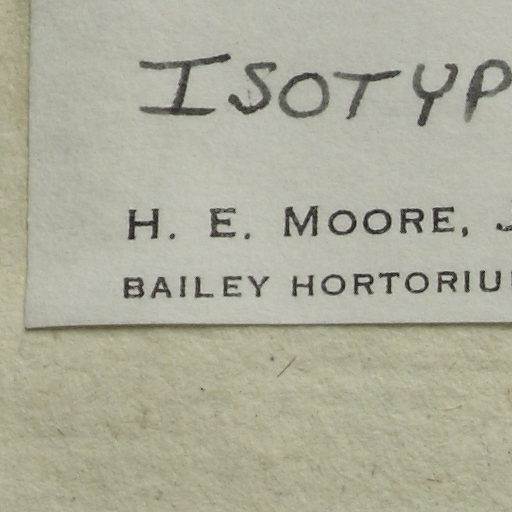 ISOTYP
H. E. MOORE, J
BAILEY HORTORIU